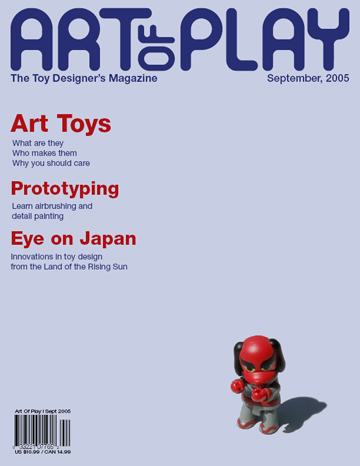 ART OF PLAY
The Toy Designer's Magazine
September, 2005
Art Toys
What are they
Who makes them
Why you should care
Prototyping
Learn airbrushing and
detail painting
Eye on Japan
Innovations in toy design
from the Land of the Rising Sun
Art Of Play I Sept 2005
US $10.99 / CAN 14.99